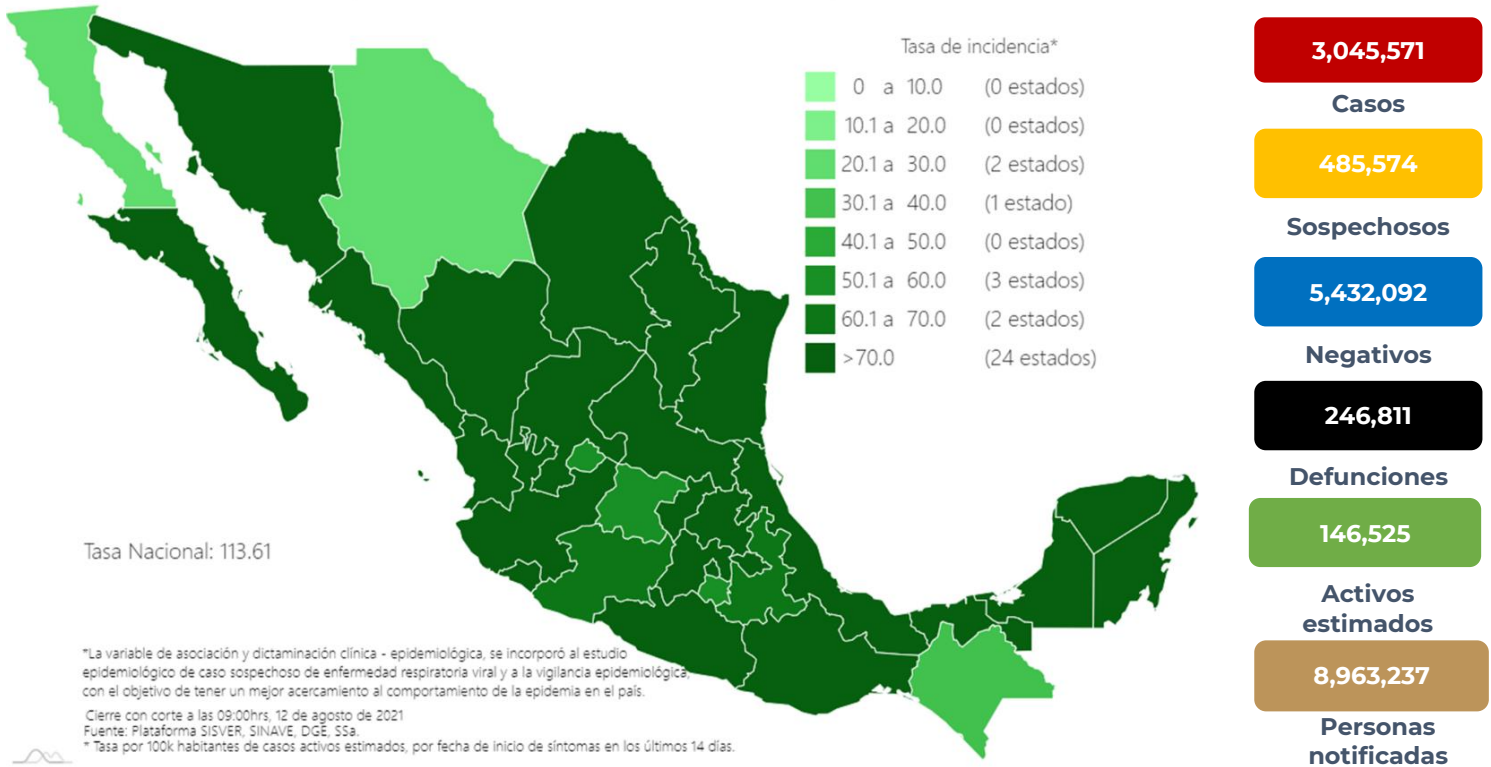 Tasa de incidencia*
0 a 10.0 (0 estados)
10.1 a 20.0 (0 estados)
20.1 a 30.0 (2 estados)
30.1 a 40.0 (1 estado)
40.1 a 50.0 (0 estados)
50.1 a 60.0 (3 estados)
60.1 a 70.0 (2 estados)
>70.0 (24 estados)
Tasa Nacional: 113.61
*La variable de asociación y dictaminación clínica - epidemiológica, se incorporó al estudio
epidemiológico de caso sospechoso de enfermedad respiratoria viral y a la vigilancia epidemiológica,
con el objetivo de tener un mejor acercamiento al comportamiento de la epidemia en el país.
Cierre con corte a las 09:00hrs, 12 de agosto de 2021
Fuente: Plataforma SISVER, SINAVE, DGE, SSa.
* Tasa por 100k habitantes de casos activos estimados, por fecha de inicio de síntomas en los últimos 14 días.
3,045,571
Casos
485,574
Sospechosos
5,432,092
Negativos
246,811
Defunciones
146,525
Activos
estimados
8,963,237
Personas
notificadas